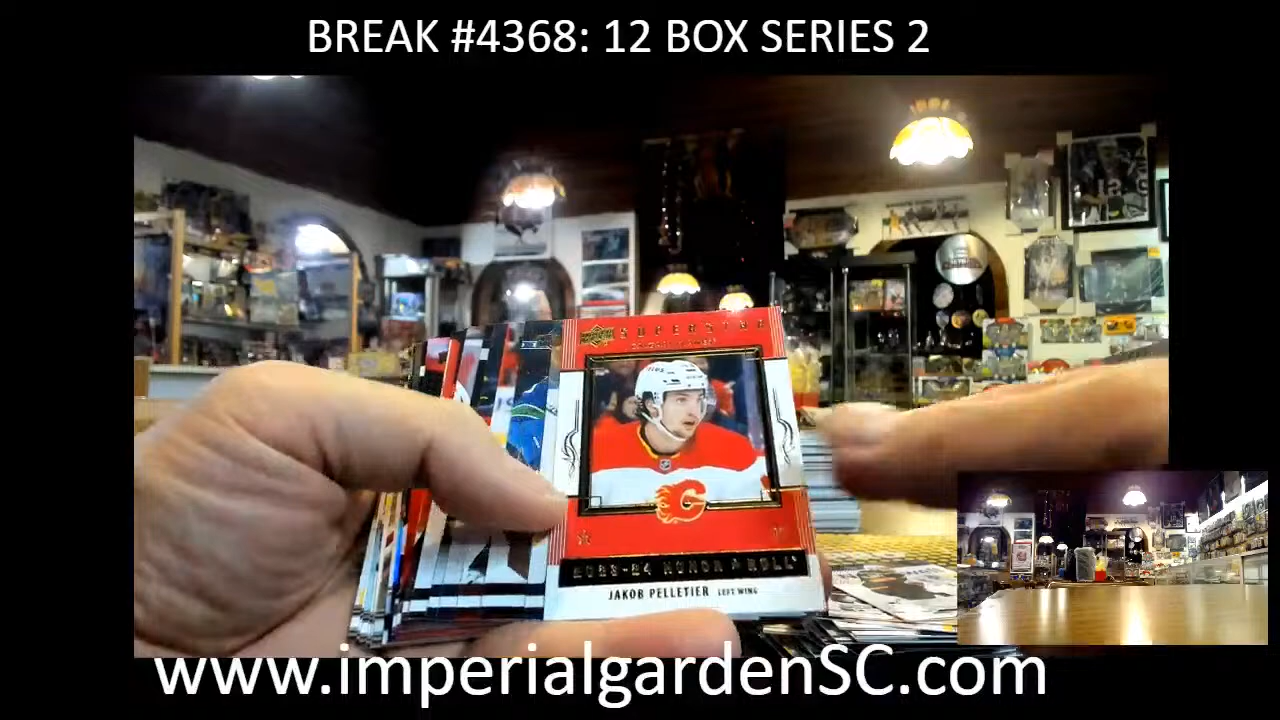 BREAK #4368: 12 BOX SERIES 2
SUPERSTAR
2023-24 HONOR ROLL
JAKOB PELLETIER LEFT WING
www.imperialgardenSC.com